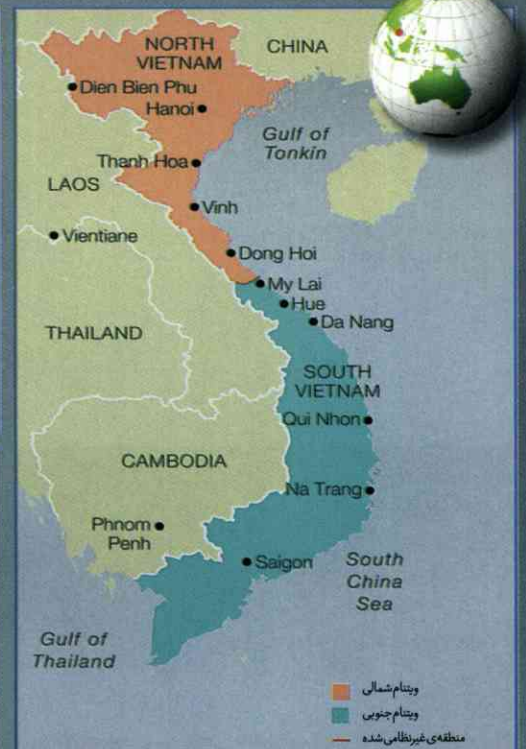 NORTH
VIETNAM
CHINA
Dien Bien Phu
Hanoi
Gulf of
Tonkin
Thanh Hoa
LAOS
Vinh
Vientiane
Dong Hoi
My Lai
Hue
Da Nang
THAILAND
SOUTH
VIETNAM
Qui Nhon
CAMBODIA
Na Trang
Phnom
Penh
Saigon
South
China
Sea
Gulf of
Thailand
ویتنام شمالی
ویتنام جنوبی
منطقه‌ی غیرنظامی شده